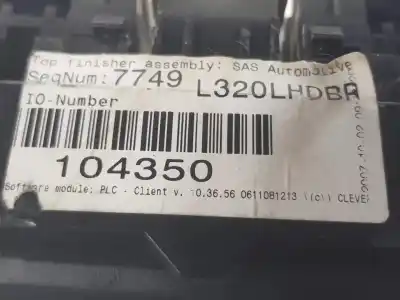 Top finisher assembly: SAS Automotive
SeqNum: 7749 L320LHDBR
IO-Number
104350
Software module: PLC - Client v. 10.36.56 0611081213 \(c)\ CLEVER